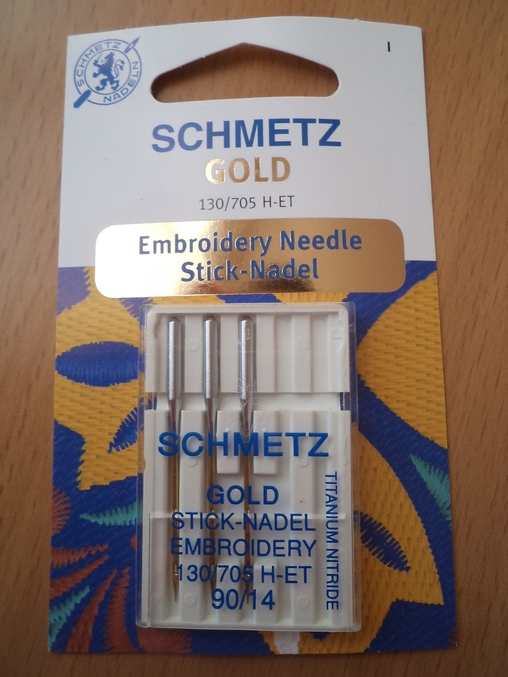 SCHMETZ
NADELN
I
SCHMETZ
GOLD
130/705 H-ET
Embroidery Needle
Stick-Nadel
SCHMETZ
GOLD
STICK-NADEL
EMBROIDERY
130/705 H-ET
90/14
TITANIUM NITRIDE